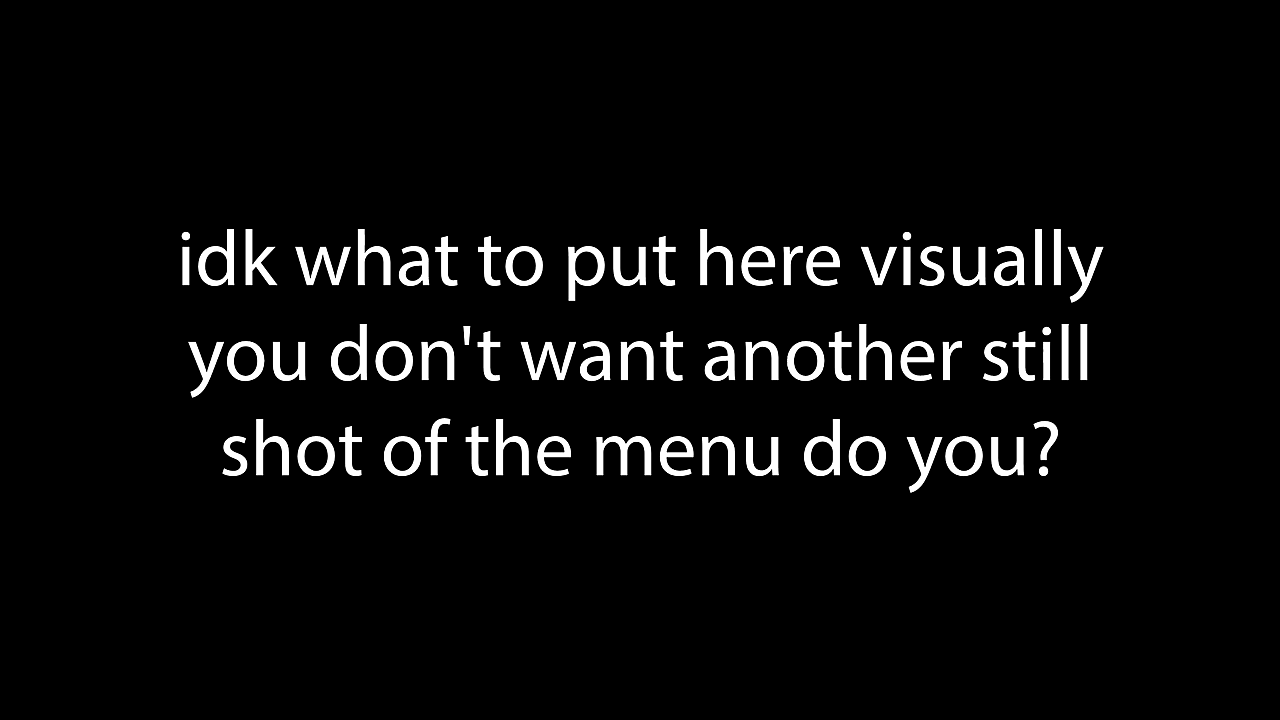 idk what to put here visually
you don't want another still
shot of the menu do you?